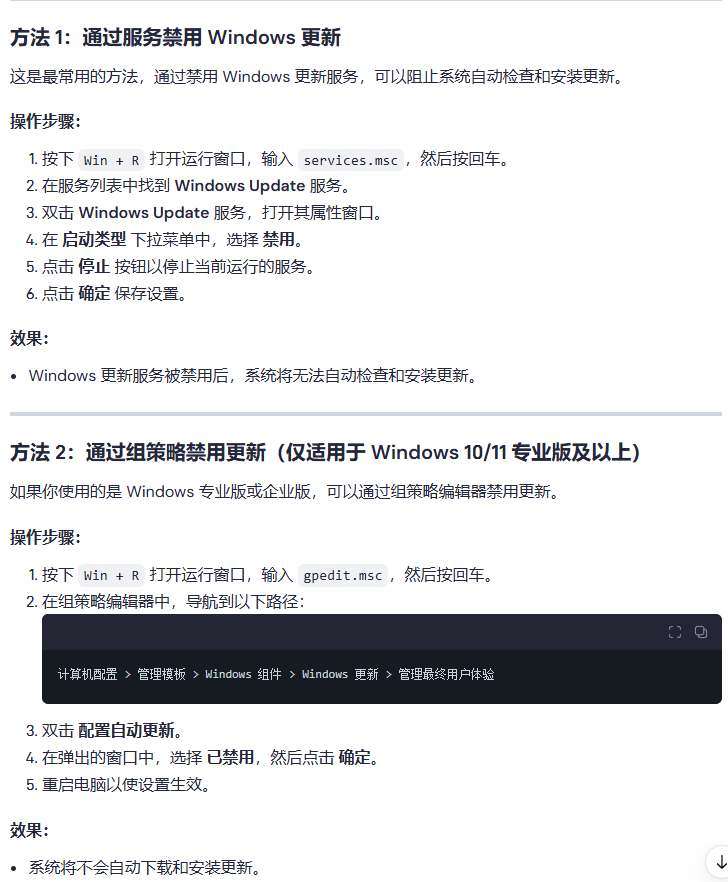 方法 1：通过服务禁用 Windows 更新
这是最常用的方法，通过禁用 Windows 更新服务，可以阻止系统自动检查和安装更新。
操作步骤：
1. 按下 Win + R 打开运行窗口，输入 services.msc ，然后按回车。
2. 在服务列表中找到 Windows Update 服务。
3. 双击 Windows Update 服务，打开其属性窗口。
4. 在 启动类型 下拉菜单中，选择 禁用。
5. 点击 停止 按钮以停止当前运行的服务。
6. 点击 确定 保存设置。
效果：
• Windows 更新服务被禁用后，系统将无法自动检查和安装更新。
方法 2：通过组策略禁用更新（仅适用于 Windows 10/11 专业版及以上）
如果你使用的是 Windows 专业版或企业版，可以通过组策略编辑器禁用更新。
操作步骤：
1. 按下 Win + R 打开运行窗口，输入 gpedit.msc ，然后按回车。
2. 在组策略编辑器中，导航到以下路径：
计算机配置 > 管理模板 > Windows 组件 > Windows 更新 > 管理最终用户体验
3. 双击 配置自动更新。
4. 在弹出的窗口中，选择 已禁用，然后点击 确定。
5. 重启电脑以使设置生效。
效果：
• 系统将不会自动下载和安装更新。